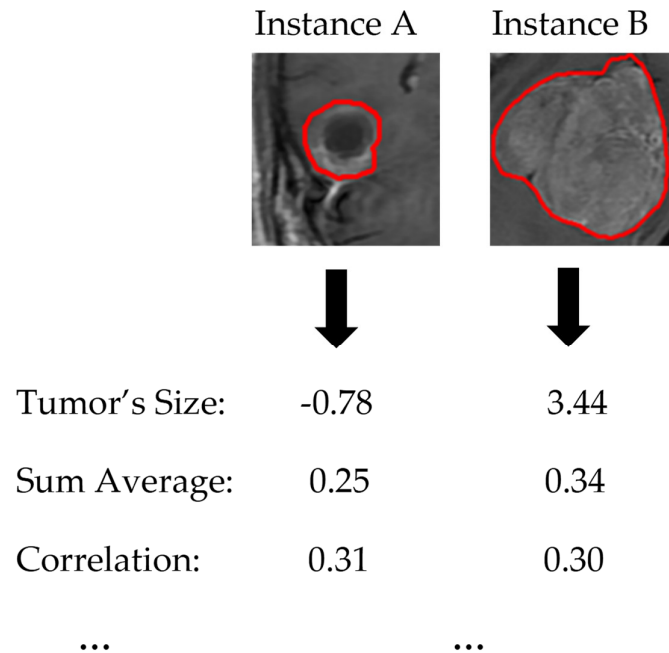 Instance A Instance B
Tumor's Size: -0.78 3.44
Sum Average: 0.25 0.34
Correlation: 0.31 0.30
... ...